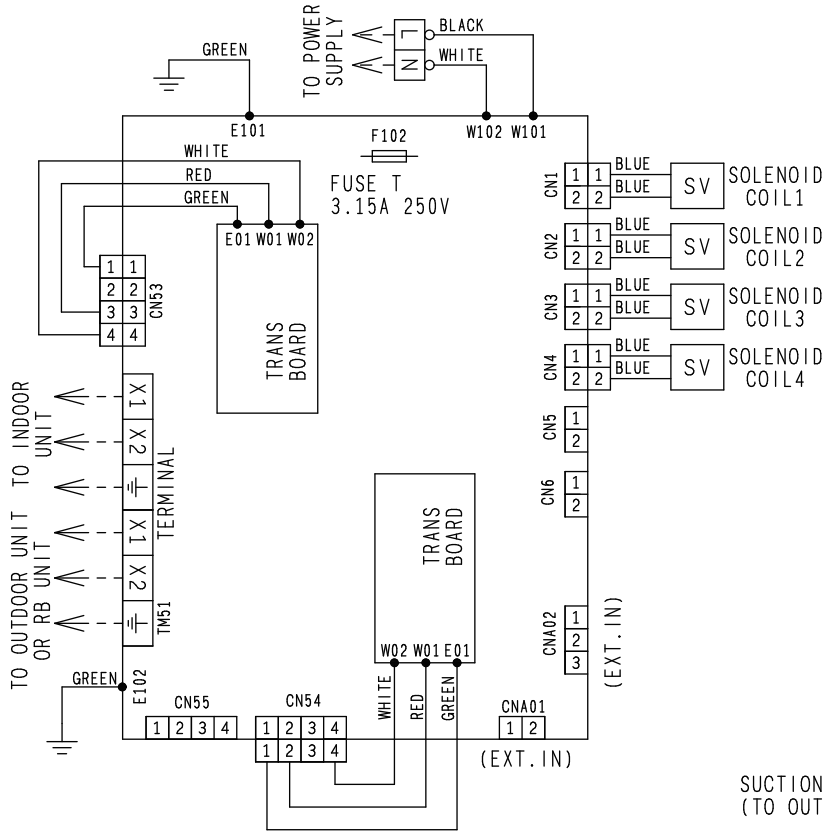 TO POWER
SUPPLY
L
N
BLACK
WHITE
GREEN
E101
W102 W101
F102
FUSE T
3.15A 250V
WHITE
RED
GREEN
E01 W01 W02
TRANS
BOARD
1 1
2 2
3 3
4 4
CN53
CN1
1 1
2 2
BLUE
BLUE
SV
SOLENOID
COIL1
CN2
1 1
2 2
BLUE
BLUE
SV
SOLENOID
COIL2
CN3
1 1
2 2
BLUE
BLUE
SV
SOLENOID
COIL3
CN4
1 1
2 2
BLUE
BLUE
SV
SOLENOID
COIL4
CN5
1
2
CN6
1
2
TO INDOOR
UNIT
X1
X2
TERMINAL
TO OUTDOOR UNIT
OR RB UNIT
X1
X2
TM51
TRANS
BOARD
W02 W01 E01
WHITE
RED
GREEN
CNA02
1
2
3
(EXT.IN)
GREEN
E102
CN55
1 2 3 4
CN54
1 2 3 4
1 2 3 4
CNA01
1 2
(EXT.IN)
SUCTION
(TO OUT